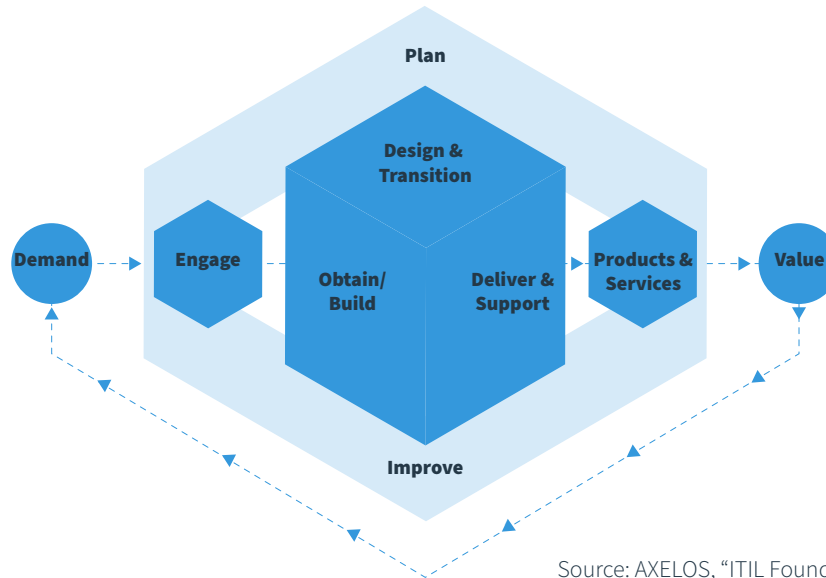 Plan
Design &
Transition
Demand
Engage
Obtain/
Build
Deliver &
Support
Products &
Services
Value
Improve
Source: AXELOS, “ITIL Found